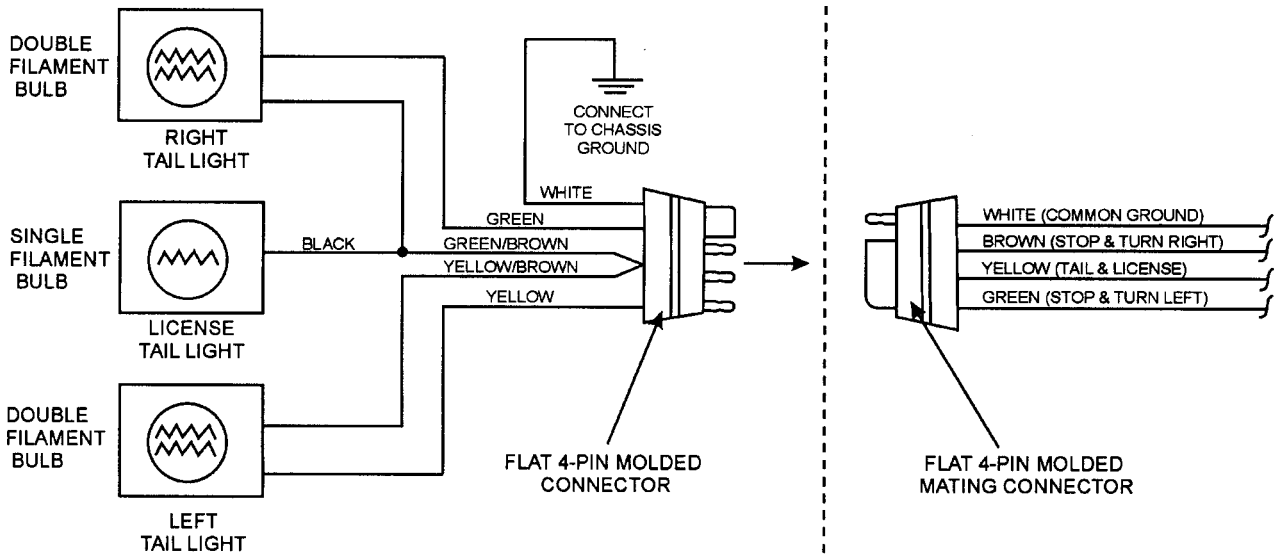 DOUBLE
FILAMENT
BULB
RIGHT
TAIL LIGHT
SINGLE
FILAMENT
BULB
LICENSE
TAIL LIGHT
DOUBLE
FILAMENT
BULB
LEFT
TAIL LIGHT
CONNECT
TO CHASSIS
GROUND
WHITE
GREEN
BLACK
GREEN/BROWN
YELLOW/BROWN
YELLOW
FLAT 4-PIN MOLDED
CONNECTOR
WHITE (COMMON GROUND)
BROWN (STOP & TURN RIGHT)
YELLOW (TAIL & LICENSE)
GREEN (STOP & TURN LEFT)
FLAT 4-PIN MOLDED
MATING CONNECTOR